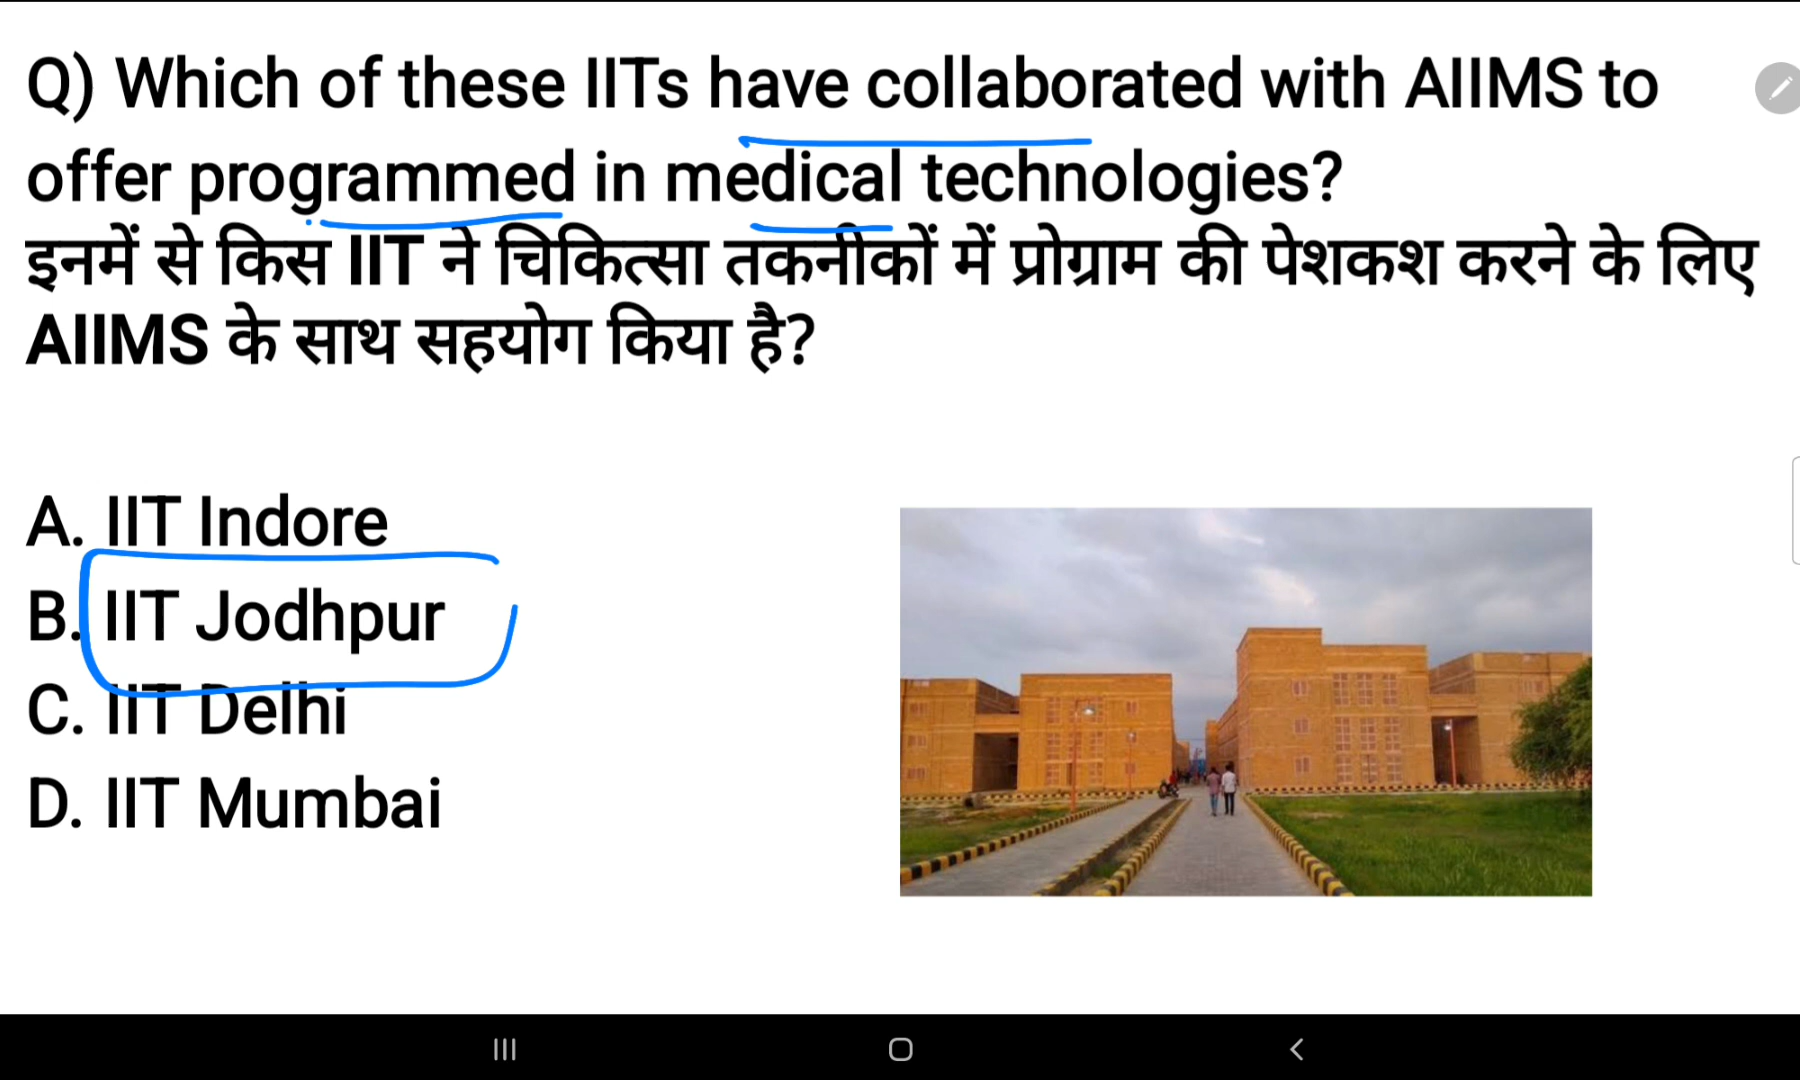 Q) Which of these IITs have collaborated with AIIMS to
offer programmed in medical technologies?
इनमें से किस IIT ने चिकित्सा तकनीकों में प्रोग्राम की पेशकश करने के लिए
AIIMS के साथ सहयोग किया है?
A. IIT Indore
B. IIT Jodhpur
C. IIT Delhi
D. IIT Mumbai